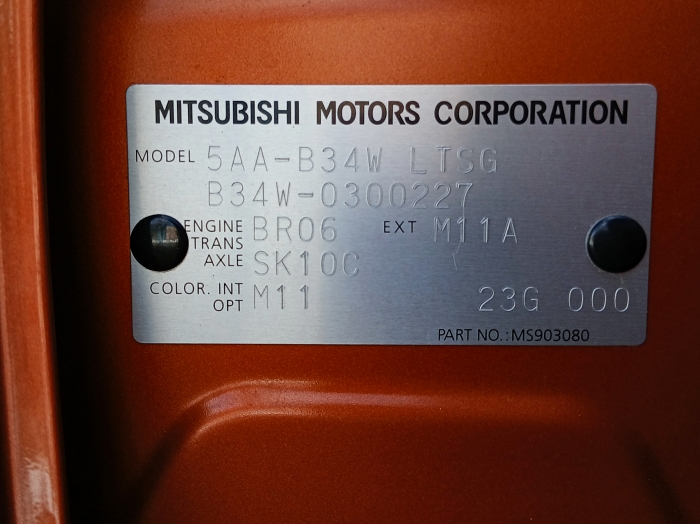 MITSUBISHI MOTORS CORPORATION
MODEL 5AA-B34W LTSG
B34W-0300227
ENGINE BR06 EXT M11A
TRANS
AXLE SK10C
COLOR. INT M11 23G 000
OPT
PART NO.:MS903080